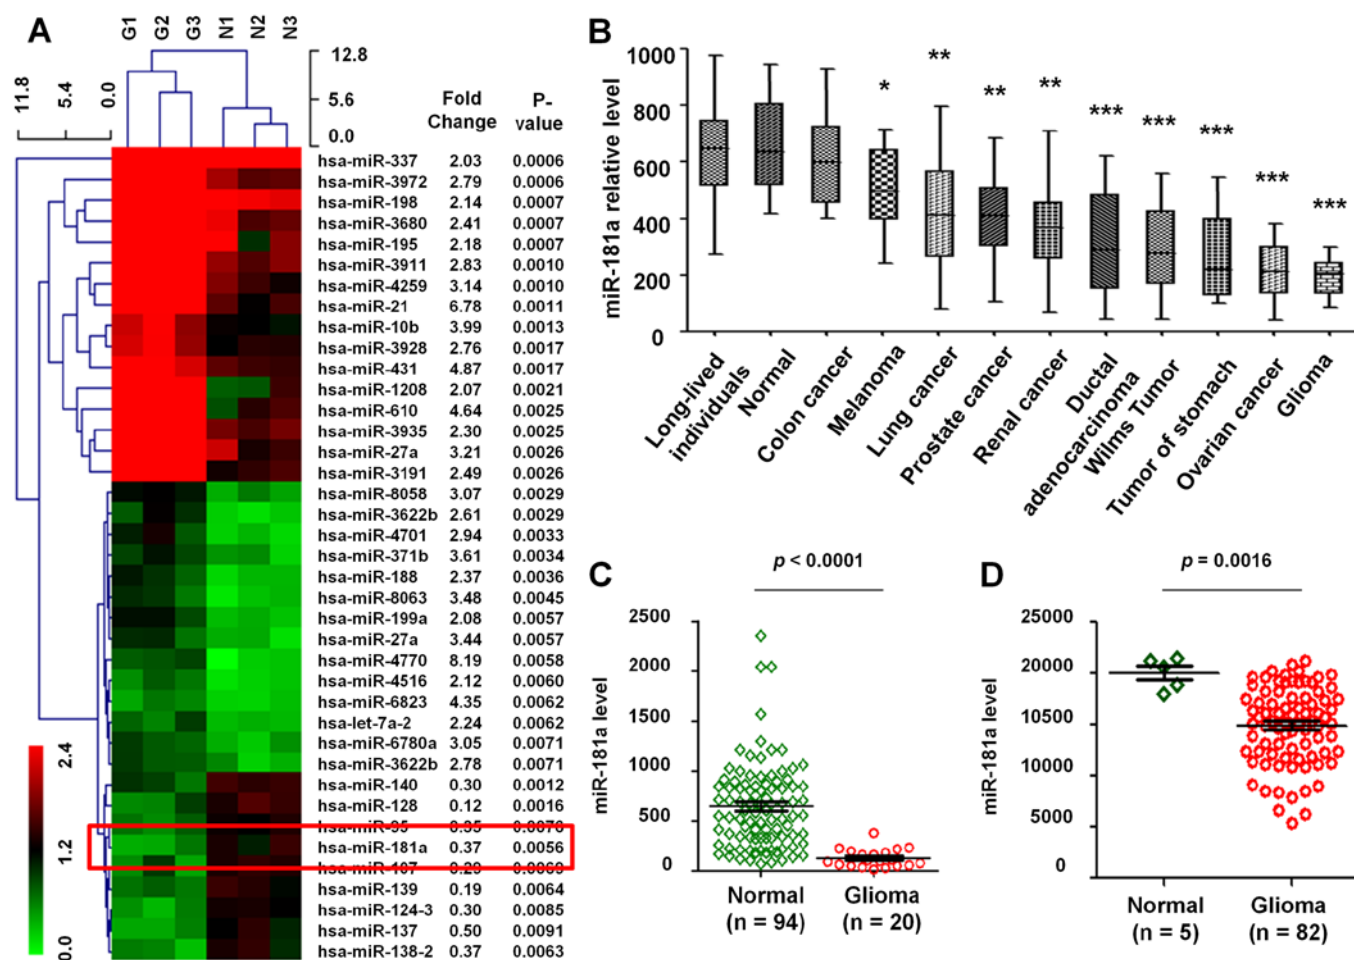 A
G1 G2 G3 N1 N2 N3
12.8
5.6
0.0
11.8 5.4 0.0
Fold Change P-value
hsa-miR-337 2.03 0.0006
hsa-miR-3972 2.79 0.0006
hsa-miR-198 2.14 0.0007
hsa-miR-3680 2.41 0.0007
hsa-miR-195 2.18 0.0007
hsa-miR-3911 2.83 0.0010
hsa-miR-4259 3.14 0.0010
hsa-miR-21 6.78 0.0011
hsa-miR-10b 3.99 0.0013
hsa-miR-3928 2.76 0.0017
hsa-miR-431 4.87 0.0017
hsa-miR-1208 2.07 0.0021
hsa-miR-610 4.64 0.0025
hsa-miR-3935 2.30 0.0025
hsa-miR-27a 3.21 0.0026
hsa-miR-3191 2.49 0.0026
hsa-miR-8058 3.07 0.0029
hsa-miR-3622b 2.61 0.0029
hsa-miR-4701 2.94 0.0033
hsa-miR-371b 3.61 0.0034
hsa-miR-188 2.37 0.0036
hsa-miR-8063 3.48 0.0045
hsa-miR-199a 2.08 0.0057
hsa-miR-27a 3.44 0.0057
hsa-miR-4770 8.19 0.0058
hsa-miR-4516 2.12 0.0060
hsa-miR-6823 4.35 0.0062
hsa-let-7a-2 2.24 0.0062
hsa-miR-6780a 3.05 0.0071
hsa-miR-3622b 2.78 0.0071
hsa-miR-140 0.30 0.0012
hsa-miR-128 0.12 0.0016
hsa-miR-95 0.35 0.0070
hsa-miR-181a 0.37 0.0056
hsa-miR-107 0.29 0.0069
hsa-miR-139 0.19 0.0064
hsa-miR-124-3 0.30 0.0085
hsa-miR-137 0.50 0.0091
hsa-miR-138-2 0.37 0.0063
2.4
1.2
0.0
B
miR-181a relative level
1000
800
600
400
200
0
* ** ** ** *** *** *** *** ***
Long-lived individuals
Normal
Colon cancer
Melanoma
Lung cancer
Prostate cancer
Renal cancer
Ductal adenocarcinoma
Wilms Tumor
Tumor of stomach
Ovarian cancer
Glioma
C
p < 0.0001
miR-181a level
2500
2000
1500
1000
500
0
Normal Glioma
(n = 94) (n = 20)
D
p = 0.0016
miR-181a level
25000
20000
10500
10000
5000
0
Normal Glioma
(n = 5) (n = 82)